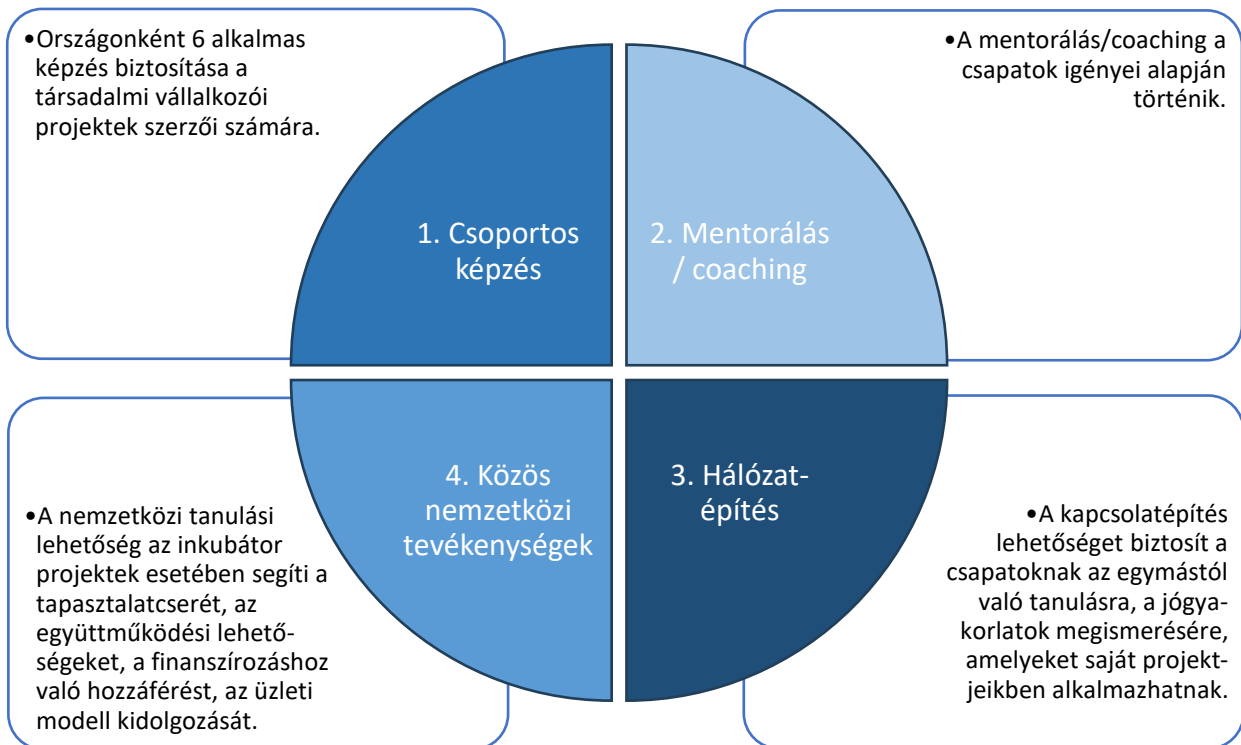 •Országonként 6 alkalmas
képzés biztosítása a
társadalmi vállalkozói
projektek szerzői számára.
1. Csoportos
képzés
•A mentorálás/coaching a
csapatok igényei alapján
történik.
2. Mentorálás
/ coaching
3. Hálózat-
építés
•A kapcsolatépítés
lehetőséget biztosít a
csapatoknak az egymástól
való tanulásra, a jógya-
korlatok megismerésére,
amelyeket saját projekt-
jeikben alkalmazhatnak.
4. Közös
nemzetközi
tevékenységek
•A nemzetközi tanulási
lehetőség az inkubátor
projektek esetében segíti a
tapasztalatcserét, az
együttműködési lehető-
ségeket, a finanszírozáshoz
való hozzáférést, az üzleti
modell kidolgozását.